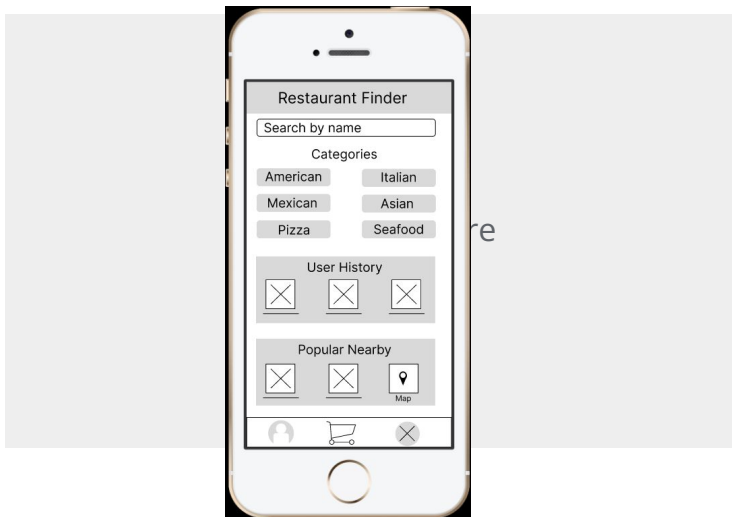 Restaurant Finder
Search by name
Categories
American Italian
Mexican Asian
Pizza Seafood
User History
Popular Nearby
Map